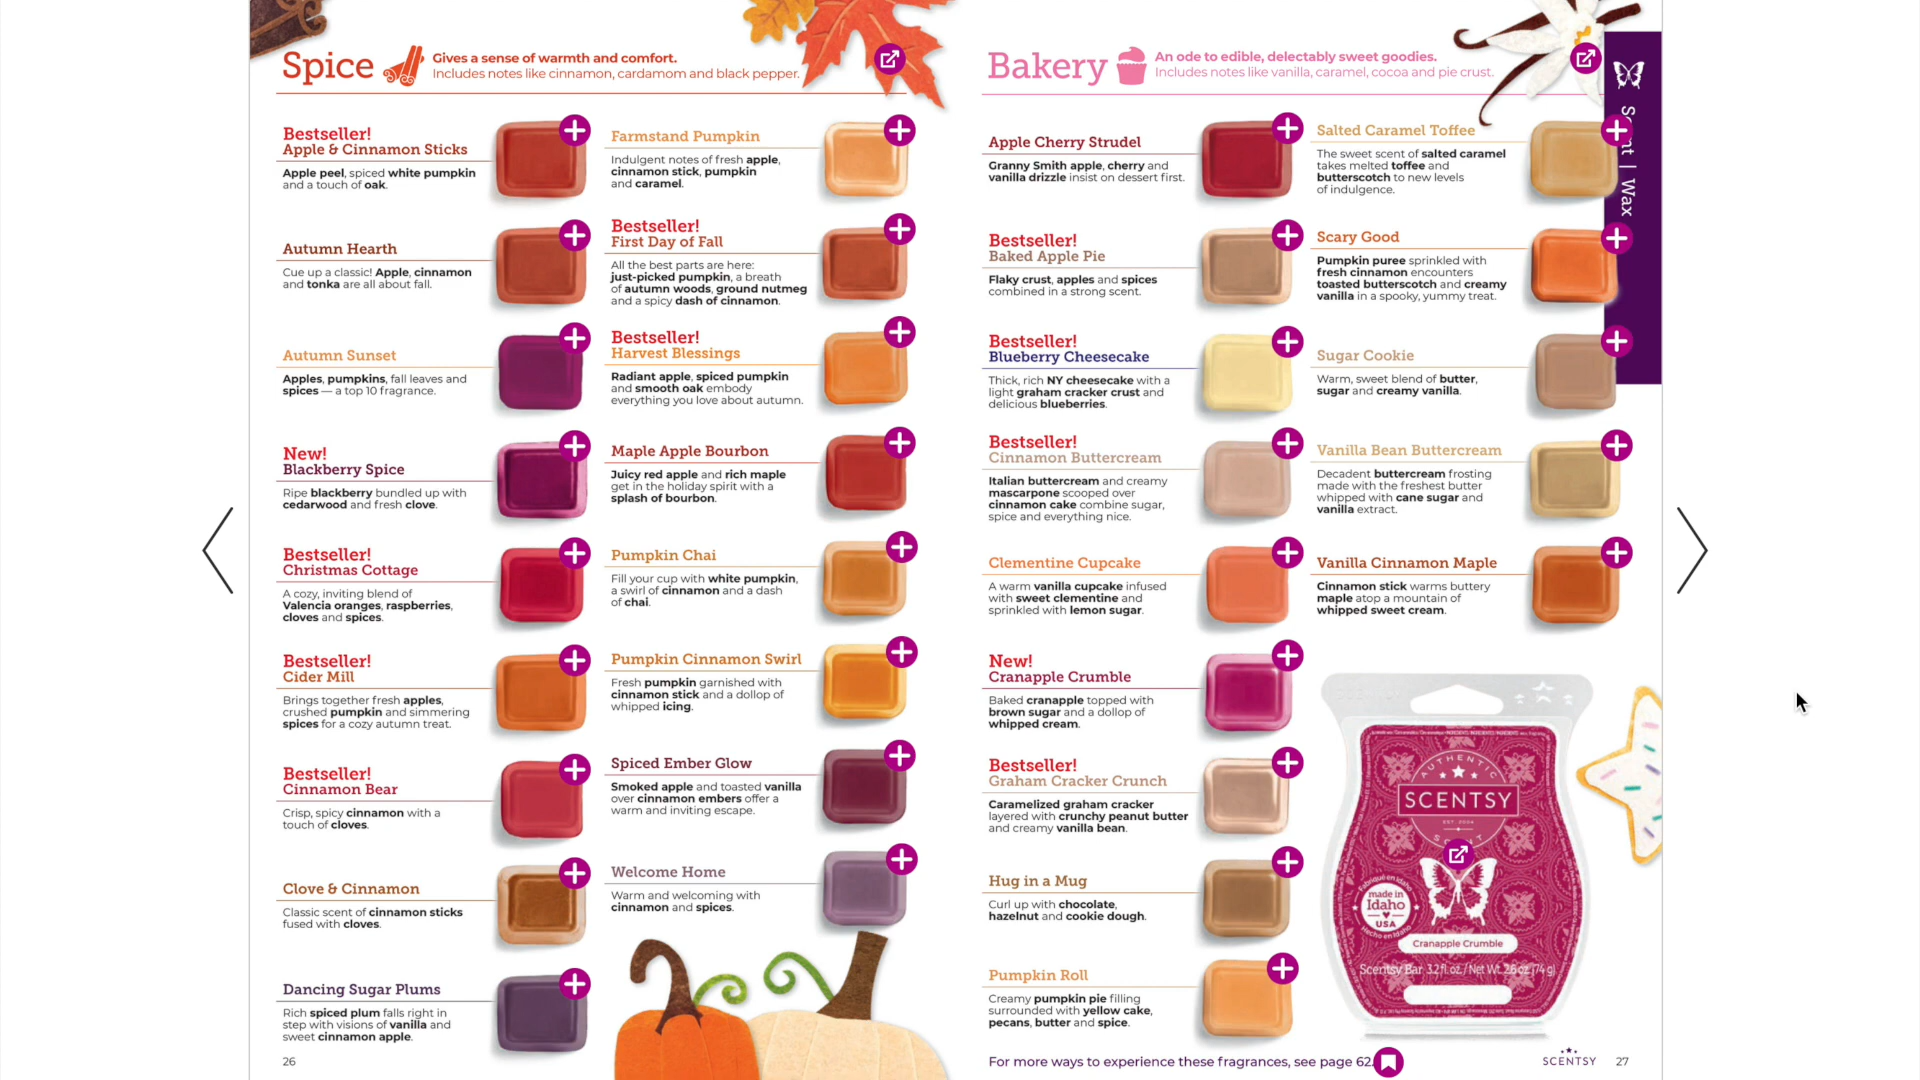 Spice
Gives a sense of warmth and comfort.
Includes notes like cinnamon, cardamom and black pepper.
Bestseller!
Apple & Cinnamon Sticks
Apple peel, spiced white pumpkin
and a touch of oak.
Autumn Hearth
Cue up a classic! Apple, cinnamon
and tonka are all about fall.
Autumn Sunset
Apples, pumpkins, fall leaves and
spices — a top 10 fragrance.
New!
Blackberry Spice
Ripe blackberry bundled up with
cedarwood and fresh clove.
Bestseller!
Christmas Cottage
A cozy, inviting blend of
Valencia oranges, raspberries,
cloves and spices.
Bestseller!
Cider Mill
Brings together fresh apples,
crushed pumpkin and simmering
spices for a cozy autumn treat.
Bestseller!
Cinnamon Bear
Crisp, spicy cinnamon with a
touch of cloves.
Clove & Cinnamon
Classic scent of cinnamon sticks
fused with cloves.
Dancing Sugar Plums
Rich spiced plum falls right in
step with visions of vanilla and
sweet cinnamon apple.
26
Farmstand Pumpkin
Indulgent notes of fresh apple,
cinnamon stick, pumpkin
and caramel.
Bestseller!
First Day of Fall
All the best parts are here:
just-picked pumpkin, a breath
of autumn woods, ground nutmeg
and a spicy dash of cinnamon.
Bestseller!
Harvest Blessings
Radiant apple, spiced pumpkin
and smooth oak embody
everything you love about autumn.
Maple Apple Bourbon
Juicy red apple and rich maple
get in the holiday spirit with a
splash of bourbon.
Pumpkin Chai
Fill your cup with white pumpkin,
a swirl of cinnamon and a dash
of chai.
Pumpkin Cinnamon Swirl
Fresh pumpkin garnished with
cinnamon stick and a dollop of
whipped icing.
Spiced Ember Glow
Smoked apple and toasted vanilla
over cinnamon embers offer a
warm and inviting escape.
Welcome Home
Warm and welcoming with
cinnamon and spices.
Bakery
An ode to edible, delectably sweet goodies.
Includes notes like vanilla, caramel, cocoa and pie crust.
Apple Cherry Strudel
Granny Smith apple, cherry and
vanilla drizzle insist on dessert first.
Bestseller!
Baked Apple Pie
Flaky crust, apples and spices
combined in a strong scent.
Bestseller!
Blueberry Cheesecake
Thick, rich NY cheesecake with a
light graham cracker crust and
delicious blueberries.
Bestseller!
Cinnamon Buttercream
Italian buttercream and creamy
mascarpone scooped over
cinnamon cake combine sugar,
spice and everything nice.
Clementine Cupcake
A warm vanilla cupcake infused
with sweet clementine and
sprinkled with lemon sugar.
New!
Cranapple Crumble
Baked cranapple topped with
brown sugar and a dollop of
whipped cream.
Bestseller!
Graham Cracker Crunch
Caramelized graham cracker
layered with crunchy peanut butter
and creamy vanilla bean.
Hug in a Mug
Curl up with chocolate,
hazelnut and cookie dough.
Pumpkin Roll
Creamy pumpkin pie filling
surrounded with yellow cake,
pecans, butter and spice.
Salted Caramel Toffee
The sweet scent of salted caramel
takes melted toffee and
butterscotch to new levels
of indulgence.
Scary Good
Pumpkin puree sprinkled with
fresh cinnamon encounters
toasted butterscotch and creamy
vanilla in a spooky, yummy treat.
Sugar Cookie
Warm, sweet blend of butter,
sugar and creamy vanilla.
Vanilla Bean Buttercream
Decadent buttercream frosting
made with the freshest butter
whipped with cane sugar and
vanilla extract.
Vanilla Cinnamon Maple
Cinnamon stick warms buttery
maple atop a mountain of
whipped sweet cream.
| Wax
AUTHENTIC
SCENTSY
EST. 2004
Fabriqué en Idaho
made in
Idaho
USA
Hecho en Idaho
Cranapple Crumble
Scentsy Bar 3.2 fl. oz. / Net Wt. 2.6 oz (74 g)
For more ways to experience these fragrances, see page 62.
SCENTSY
27